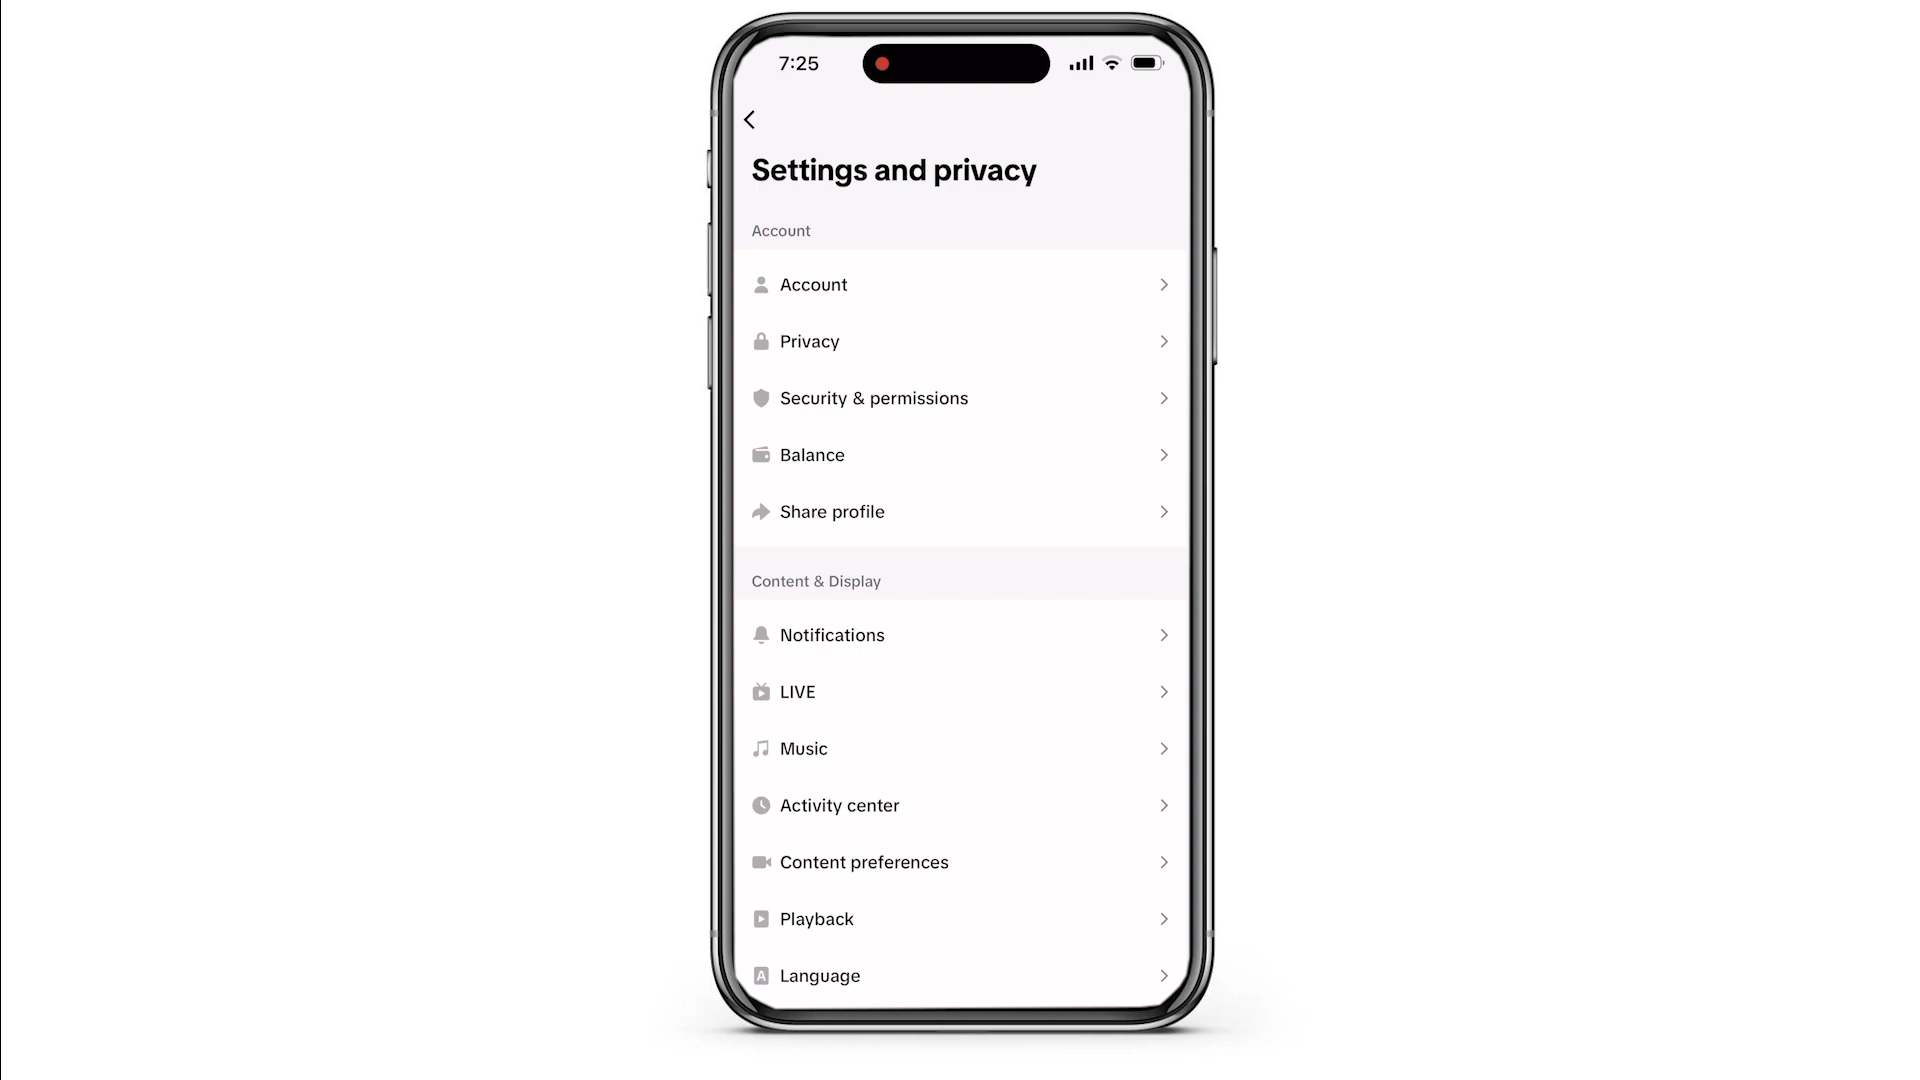 7:25
Settings and privacy
Account
Account
Privacy
Security & permissions
Balance
Share profile
Content & Display
Notifications
LIVE
Music
Activity center
Content preferences
Playback
A Language